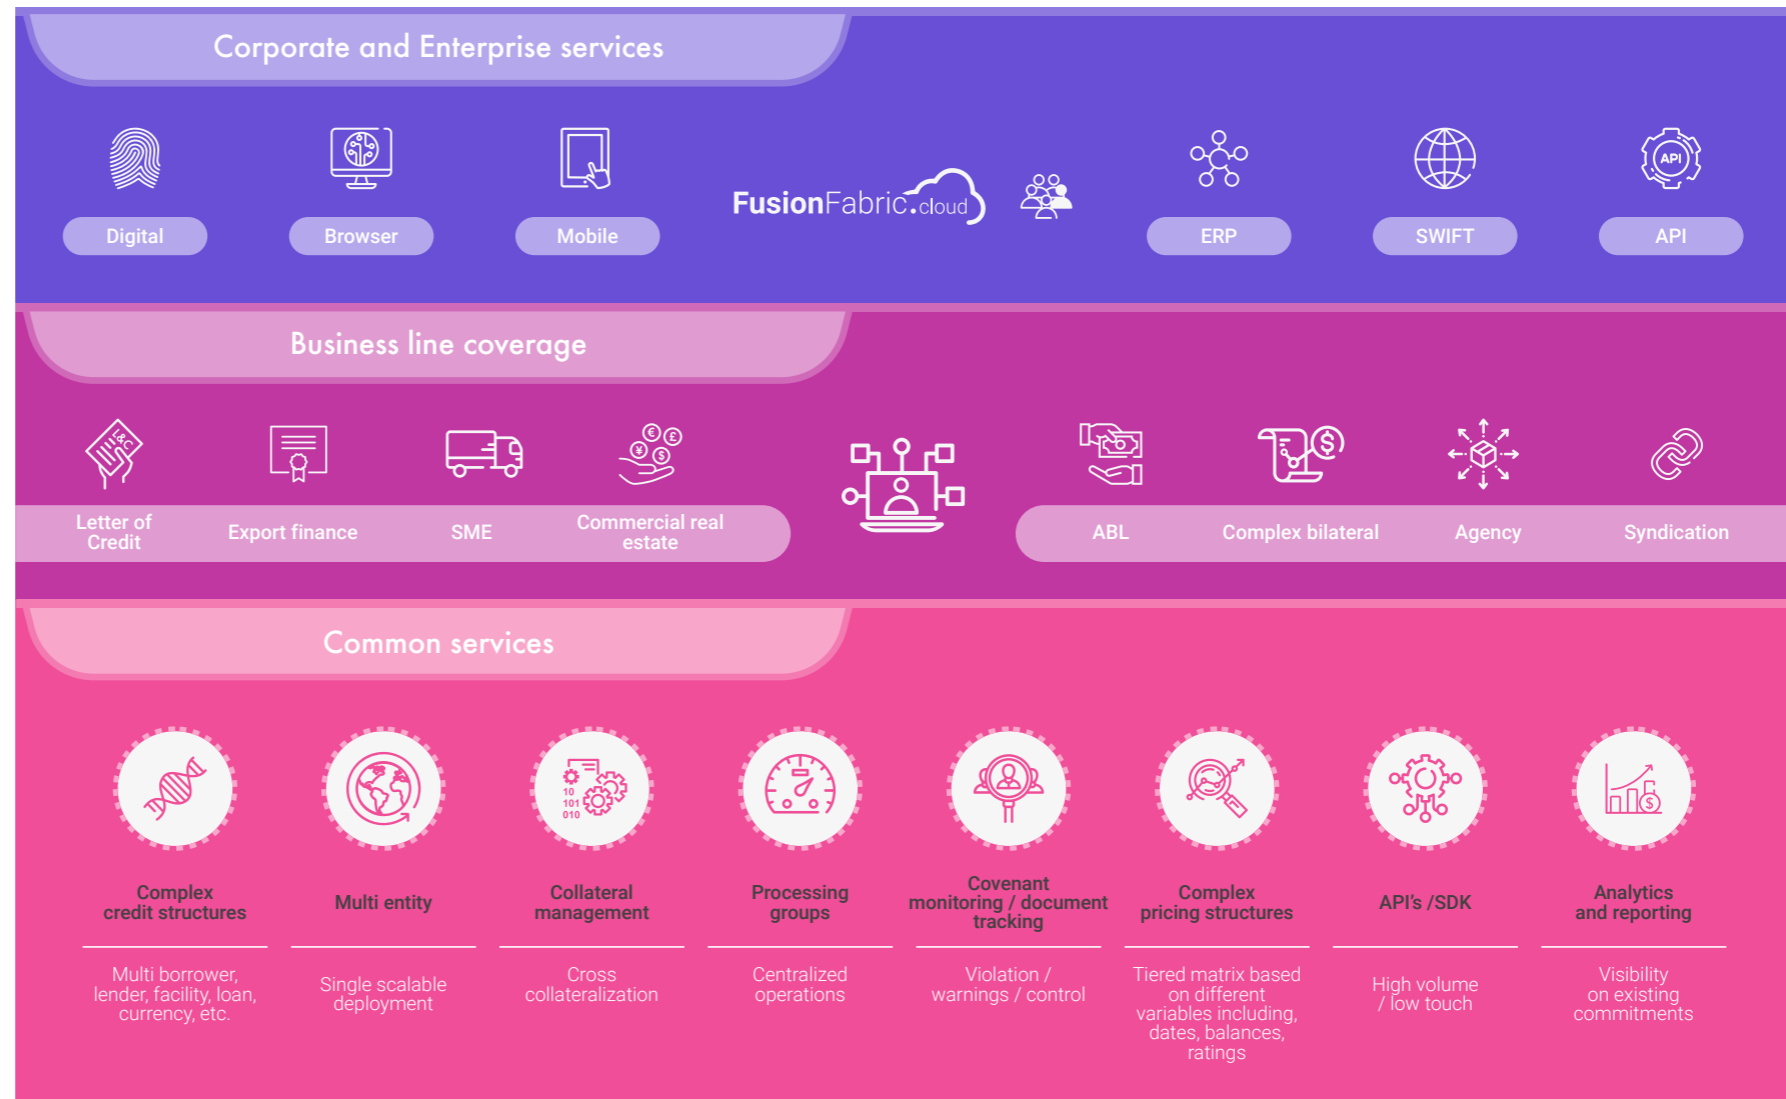 Corporate and Enterprise services
API
FusionFabric.cloud
Digital
Browser
Mobile
ERP
SWIFT
API
Business line coverage
L&C
€
£
¥
$
$
Letter of
Credit
Export finance
SME
Commercial real
estate
ABL
Complex bilateral
Agency
Syndication
Common services
10
101
010
$
Complex
credit structures
Multi entity
Collateral
management
Processing
groups
Covenant
monitoring / document
tracking
Complex
pricing structures
API's /SDK
Analytics
and reporting
Multi borrower,
lender, facility, loan,
currency, etc.
Single scalable
deployment
Cross
collateralization
Centralized
operations
Violation /
warnings / control
Tiered matrix based
on different
variables including,
dates, balances,
ratings
High volume
/ low touch
Visibility
on existing
commitments